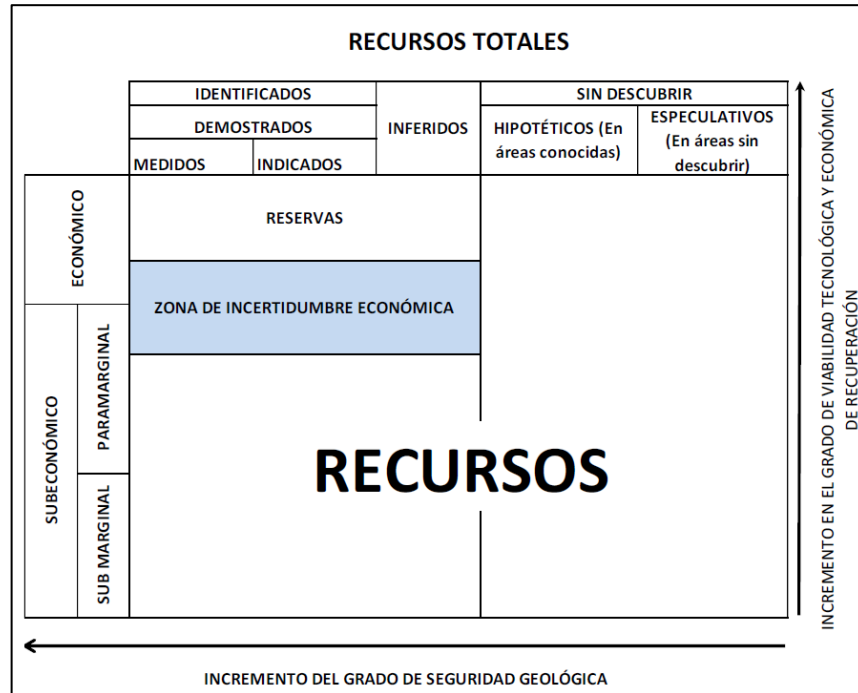 RECURSOS TOTALES
IDENTIFICADOS
SIN DESCUBRIR
DEMOSTRADOS
INFERIDOS
HIPOTÉTICOS (En
áreas conocidas)
ESPECULATIVOS
(En áreas sin
descubrir)
MEDIDOS
INDICADOS
ECONÓMICO
RESERVAS
ZONA DE INCERTIDUMBRE ECONÓMICA
SUBECONÓMICO
PARAMARGINAL
SUB MARGINAL
RECURSOS
INCREMENTO EN EL GRADO DE VIABILIDAD TECNOLÓGICA Y ECONÓMICA
DE RECUPERACIÓN
INCREMENTO DEL GRADO DE SEGURIDAD GEOLÓGICA